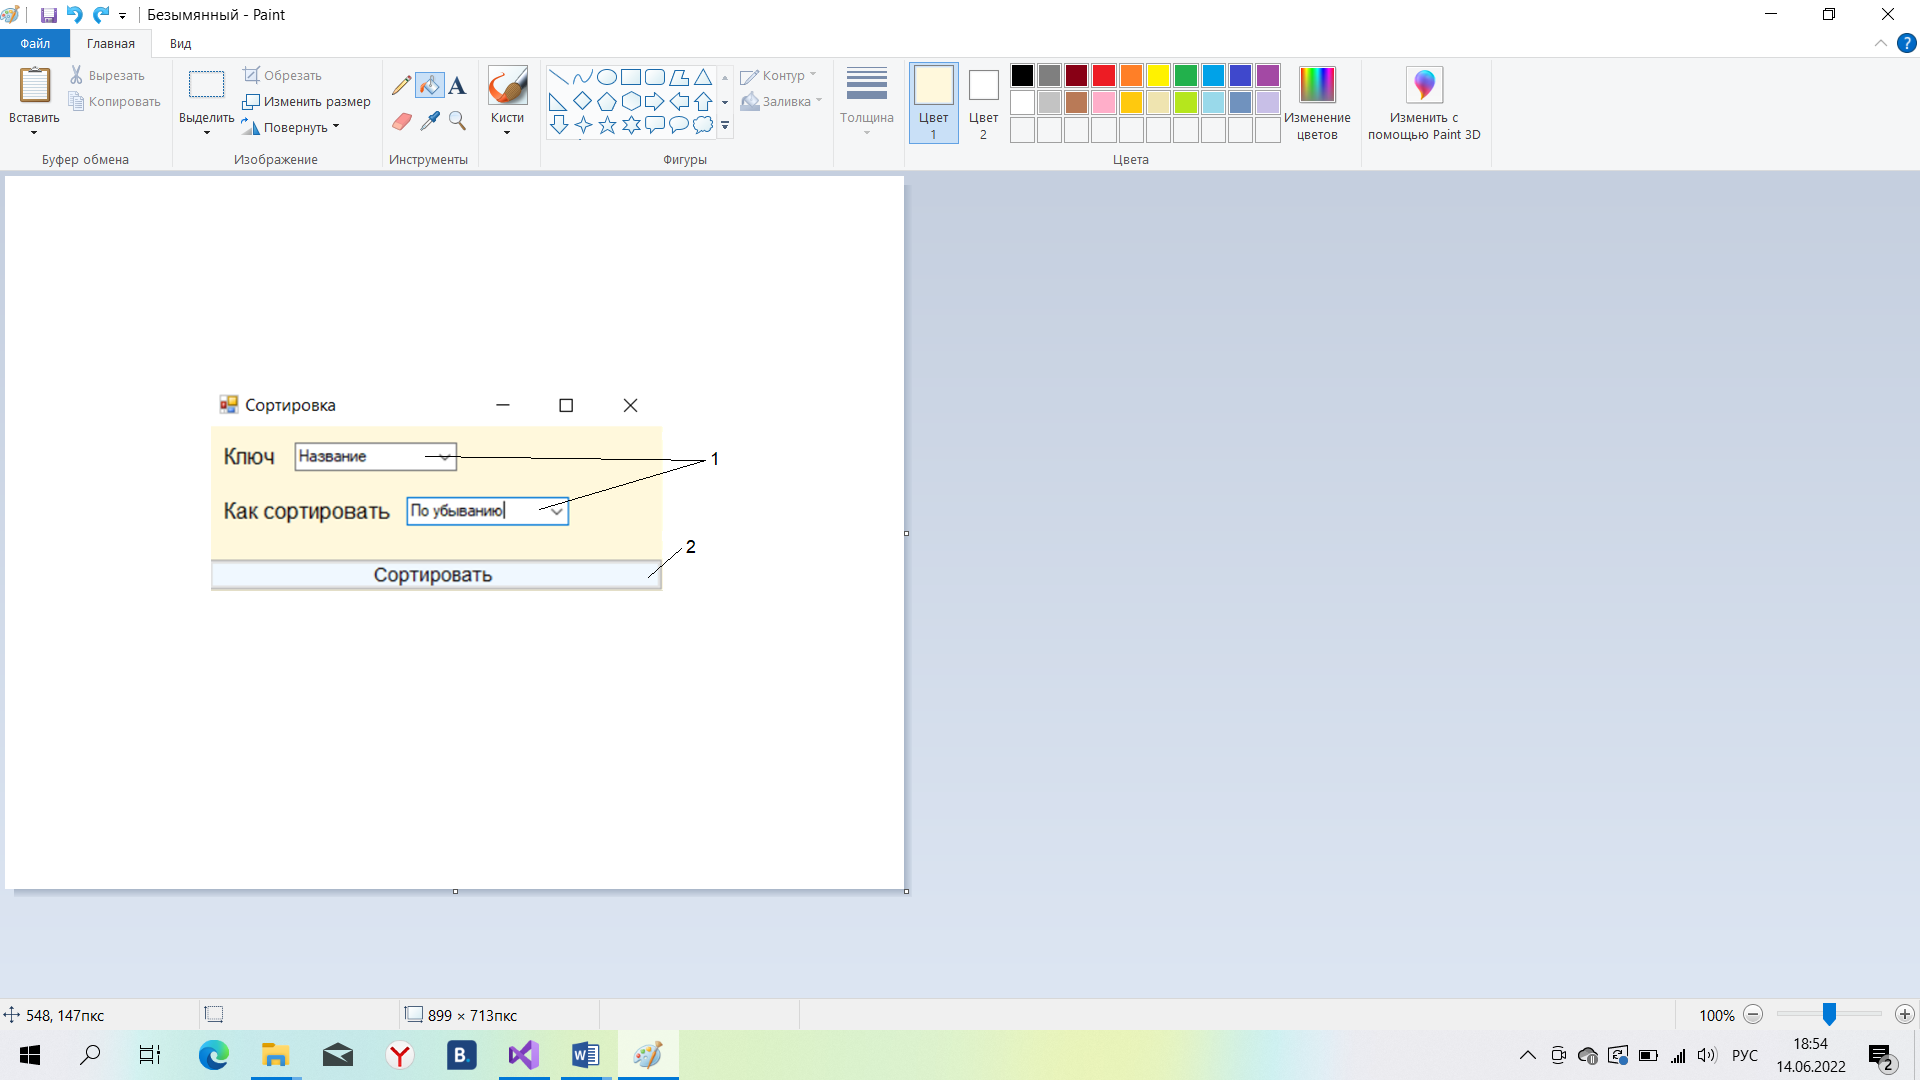 Безымянный - Paint
Файл
Главная
Вид
?
Вставить
Вырезать
Копировать
Буфер обмена
Выделить
Обрезать
Изменить размер
Повернуть
Изображение
A
Инструменты
Кисти
Контур
Заливка
Фигуры
Толщина
Цвет
1
Цвет
2
Изменение
цветов
Цвета
Изменить с
помощью Paint 3D
Сортировка
Ключ
Название
1
Как сортировать
По убыванию
2
Сортировать
548, 147пкс
899 × 713пкс
100%
Y
B.
W
РУС
18:54
14.06.2022
2